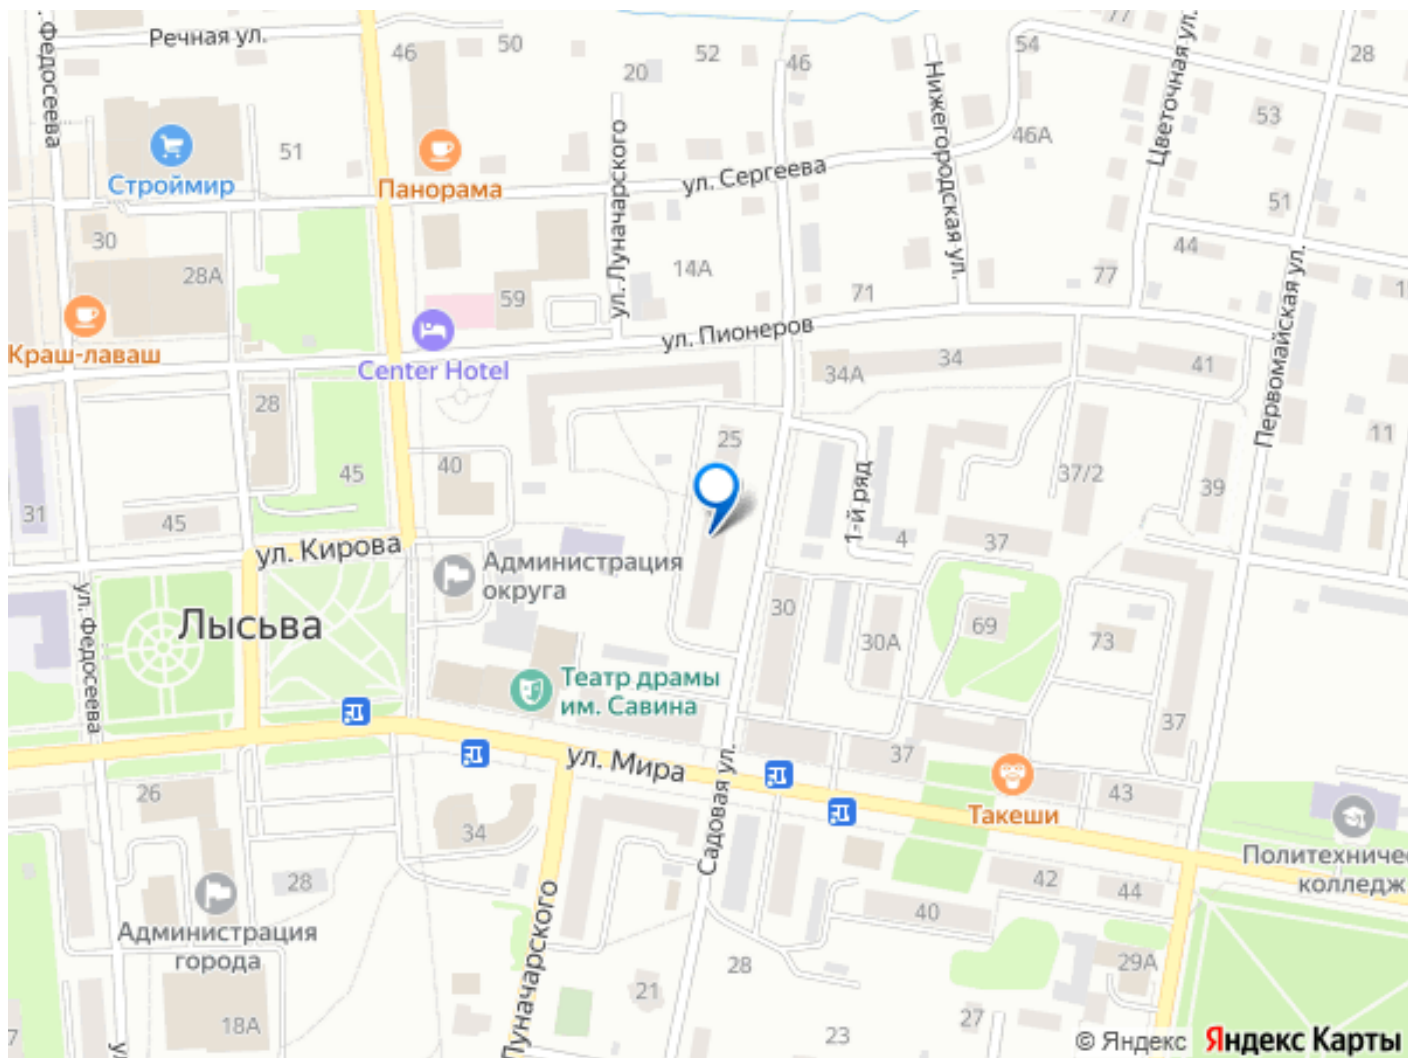 Речная ул.
. Федосеева
46
50
52
46
54
77
28
20
Цветочная ул.
53
Строймир
51
Панорама
ул. Луначарского
ул. Сергеева
46А
Нижегородская ул.
51
30
28А
59
14А
44
77
71
1
Краш-лаваш
Center Hotel
ул. Пионеров
34А
34
41
Первомайская ул.
28
25
11
45
40
37/2
39
31
45
1-й ряд
4
37
ул. Кирова
Администрация
округа
Лысьва
ул. Федосеева
30
30А
69
73
Театр драмы
им. Савина
37
ул. Мира
Садовая ул.
37
26
34
Такеши
43
Политехничес
колледж
28
42
44
40
Администрация
города
Луначарского
28
29А
21
18А
27
23
7
ул
© Яндекс
Яндекс Карты